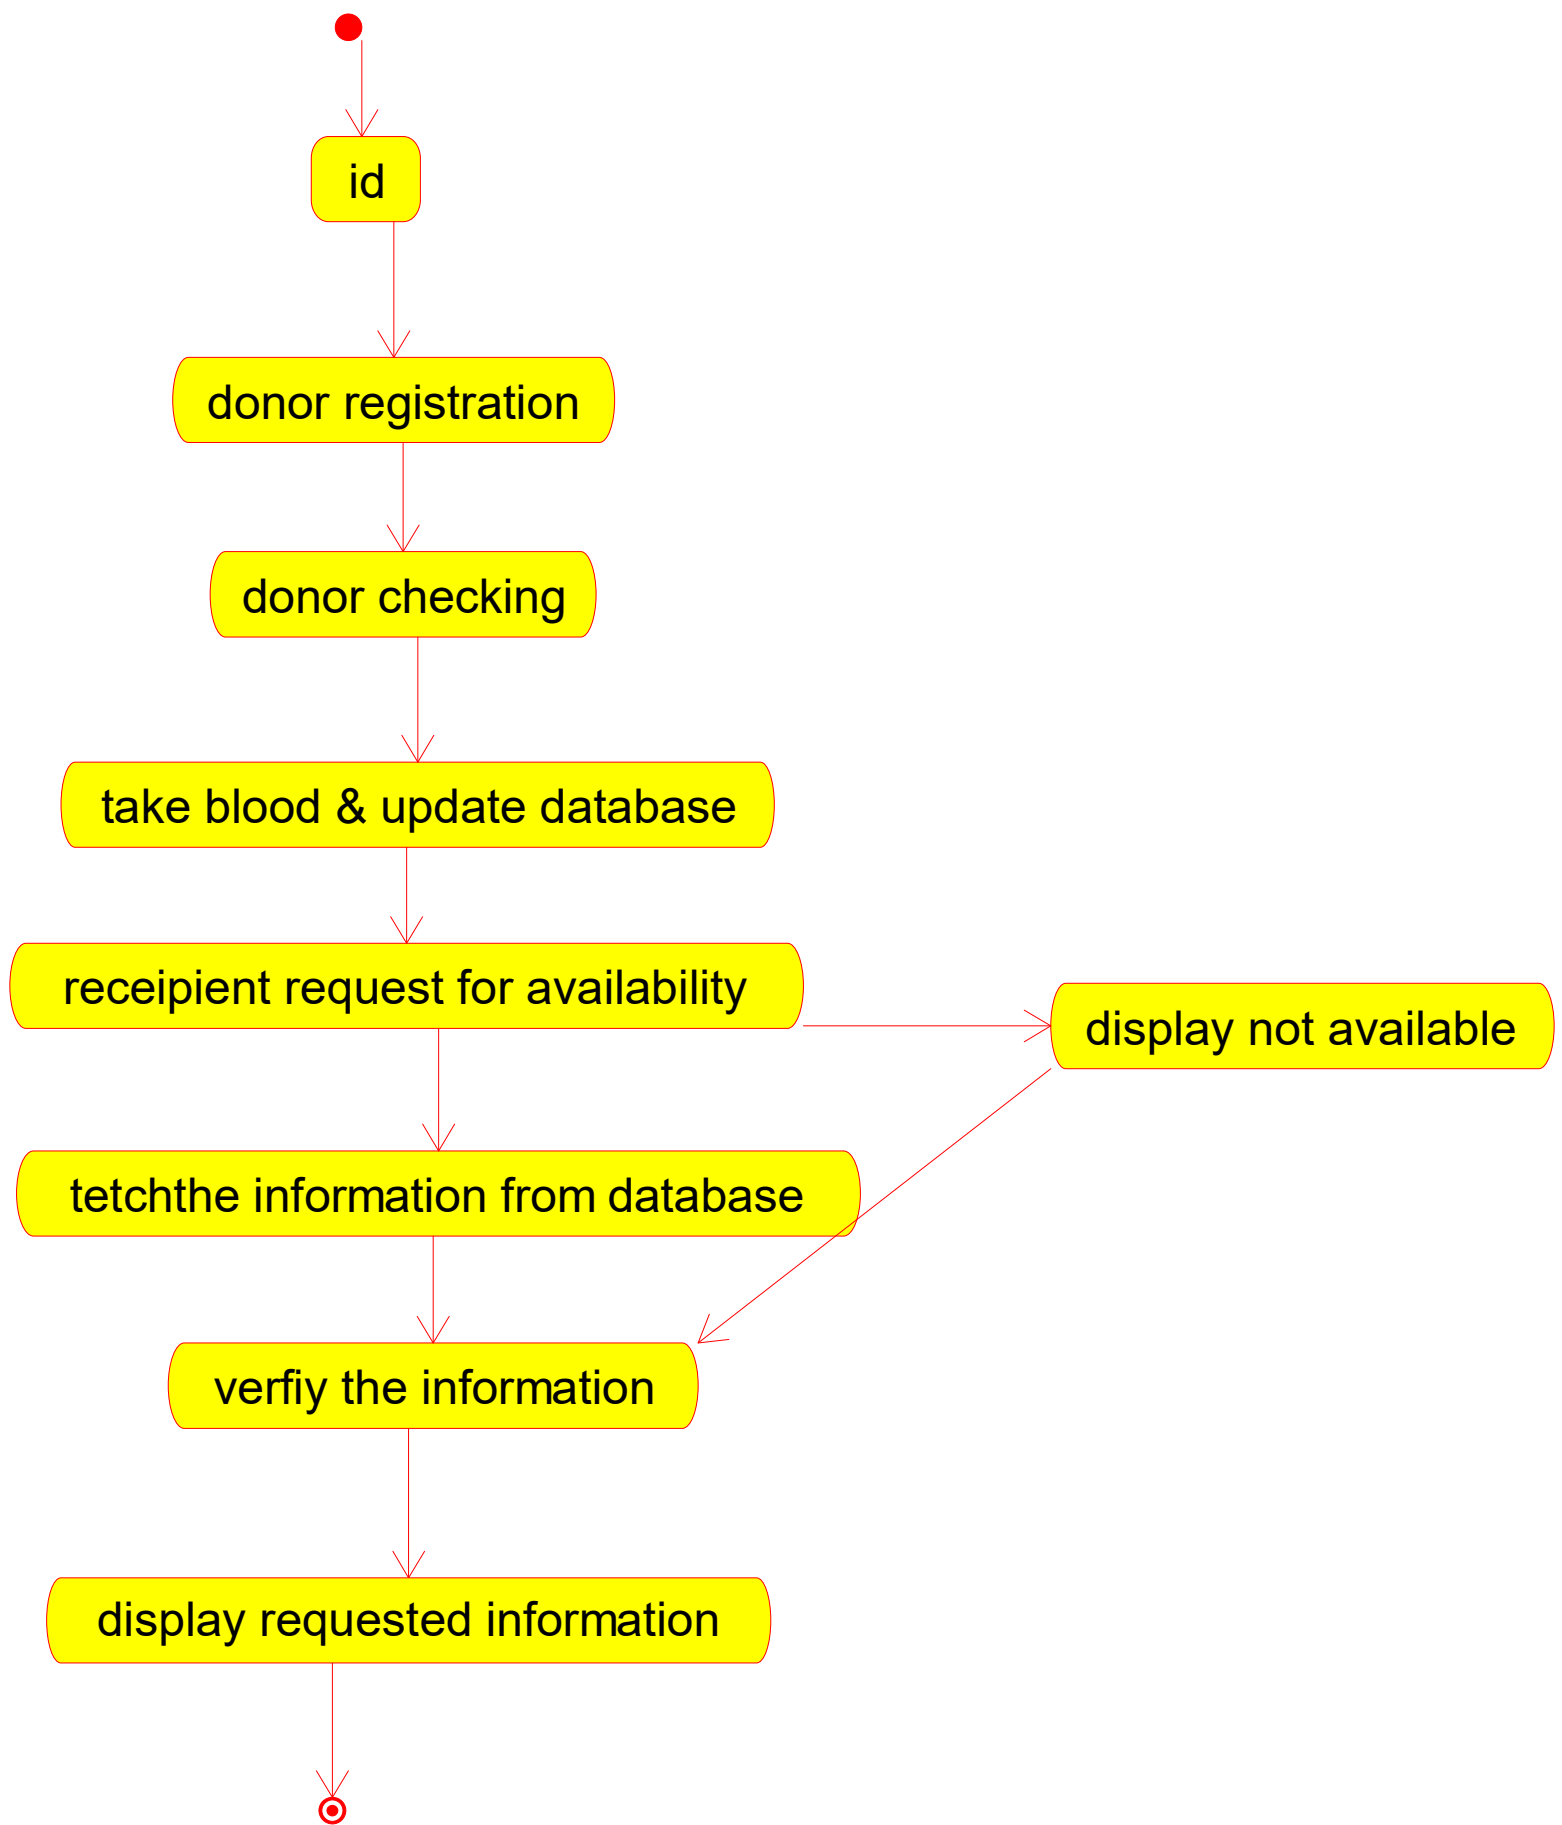 id
donor registration
donor checking
take blood & update database
receipient request for availability
display not available
tetchthe information from database
verfiy the information
display requested information